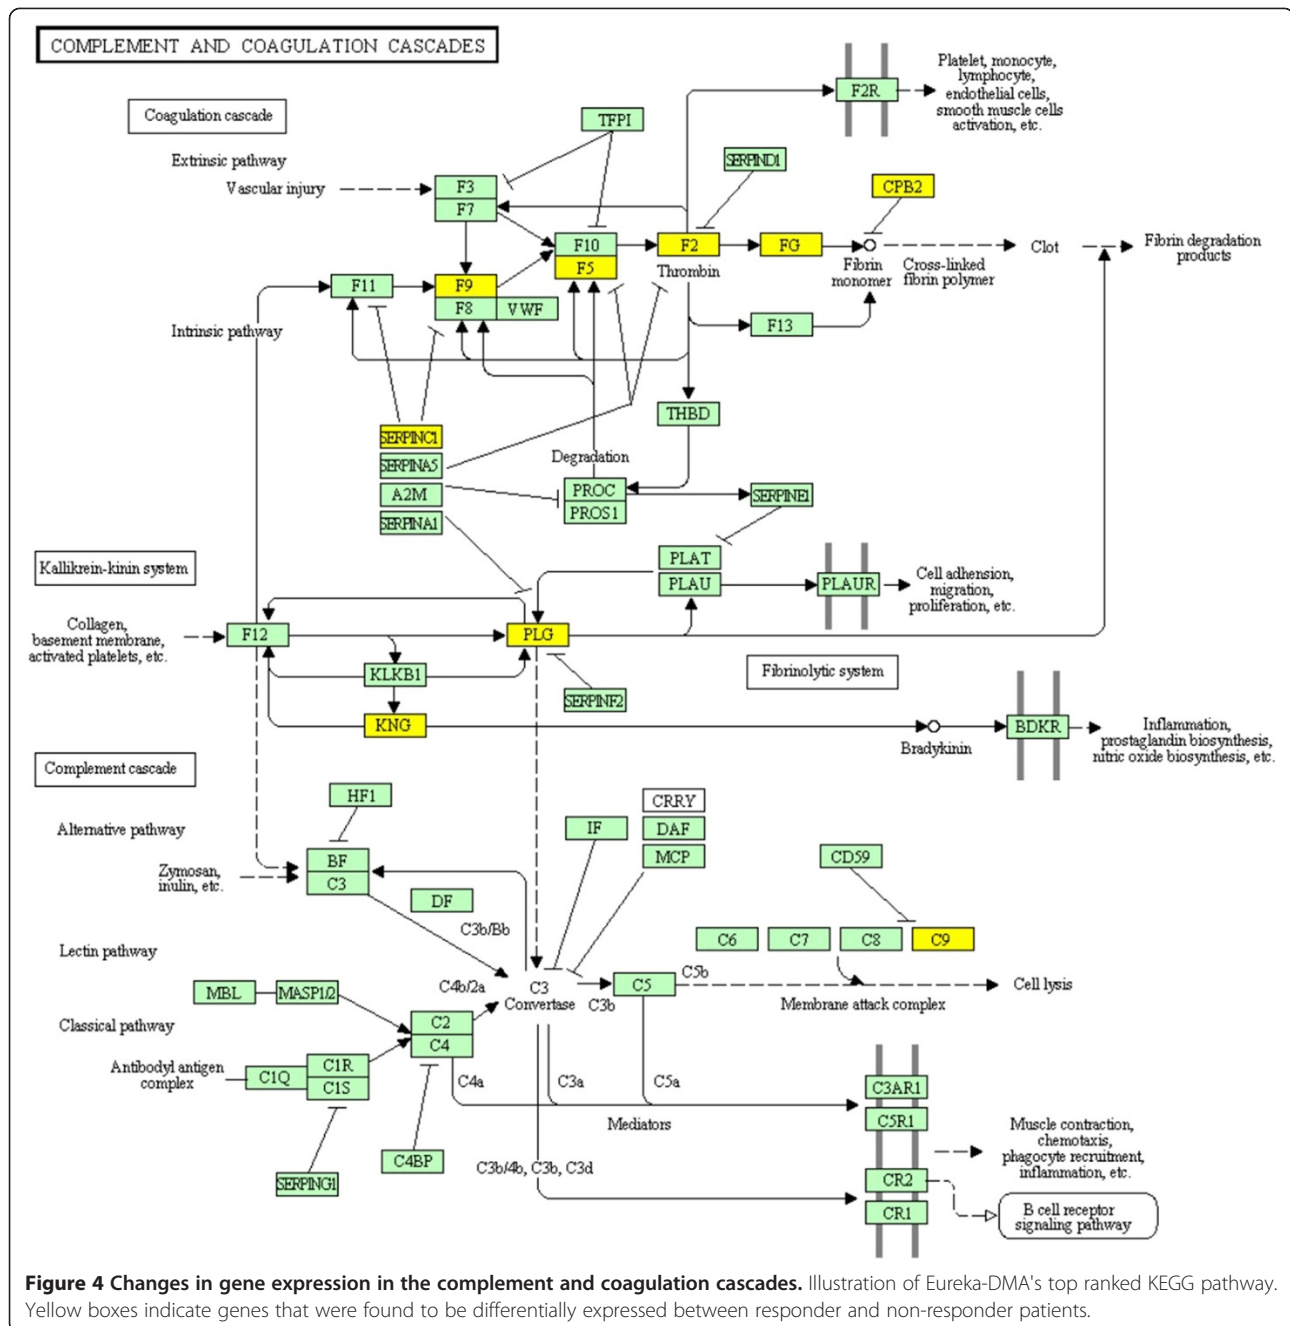 COMPLEMENT AND COAGULATION CASCADES
Platelet, monocyte,
lymphocyte,
endothelial cells,
smooth muscle cells
activation, etc.
F2R
Coagulation cascade
TFPI
SERPIND1
Extrinsic pathway
Vascular injury
F3
F7
CPB2
F10
F5
F2
Thrombin
FG
Fibrin
monomer
Cross-linked
fibrin polymer
Clot
Fibrin degradation
products
F11
F9
F8
VWF
F13
Intrinsic pathway
THBD
SERPINC1
SERPINA5
A2M
SERPINA1
Degradation
PROC
PROS1
SERPINE1
Kallikrein-kinin system
PLAT
PLAU
PLAUR
Cell adhension,
migration,
proliferation, etc.
Collagen,
basement membrane,
activated platelets, etc.
F12
PLG
KLKB1
Fibrinolytic system
SERPINF2
KNG
Bradykinin
BDKR
Inflammation,
prostaglandin biosynthesis,
nitric oxide biosynthesis, etc.
Complement cascade
HF1
CRRY
Alternative pathway
IF
DAF
MCP
CD59
Zymosan,
inulin, etc.
BF
C3
DF
C3b/Bb
C6
C7
C8
C9
Lectin pathway
C4b/2a
C3
Convertase
C3b
C5
C5b
Membrane attack complex
Cell lysis
MBL
MASP1/2
Classical pathway
C2
C4
Antibodyl antigen
complex
C1Q
C1R
C1S
C4a
C3a
C5a
Mediators
C3AR1
C5R1
Muscle contraction,
chemotaxis,
phagocyte recruitment,
inflammation, etc.
C4BP
SERPING1
C3b/4b, C3b, C3d
CR2
CR1
B cell receptor
signaling pathway
Figure 4 Changes in gene expression in the complement and coagulation cascades. Illustration of Eureka-DMA's top ranked KEGG pathway.
Yellow boxes indicate genes that were found to be differentially expressed between responder and non-responder patients.